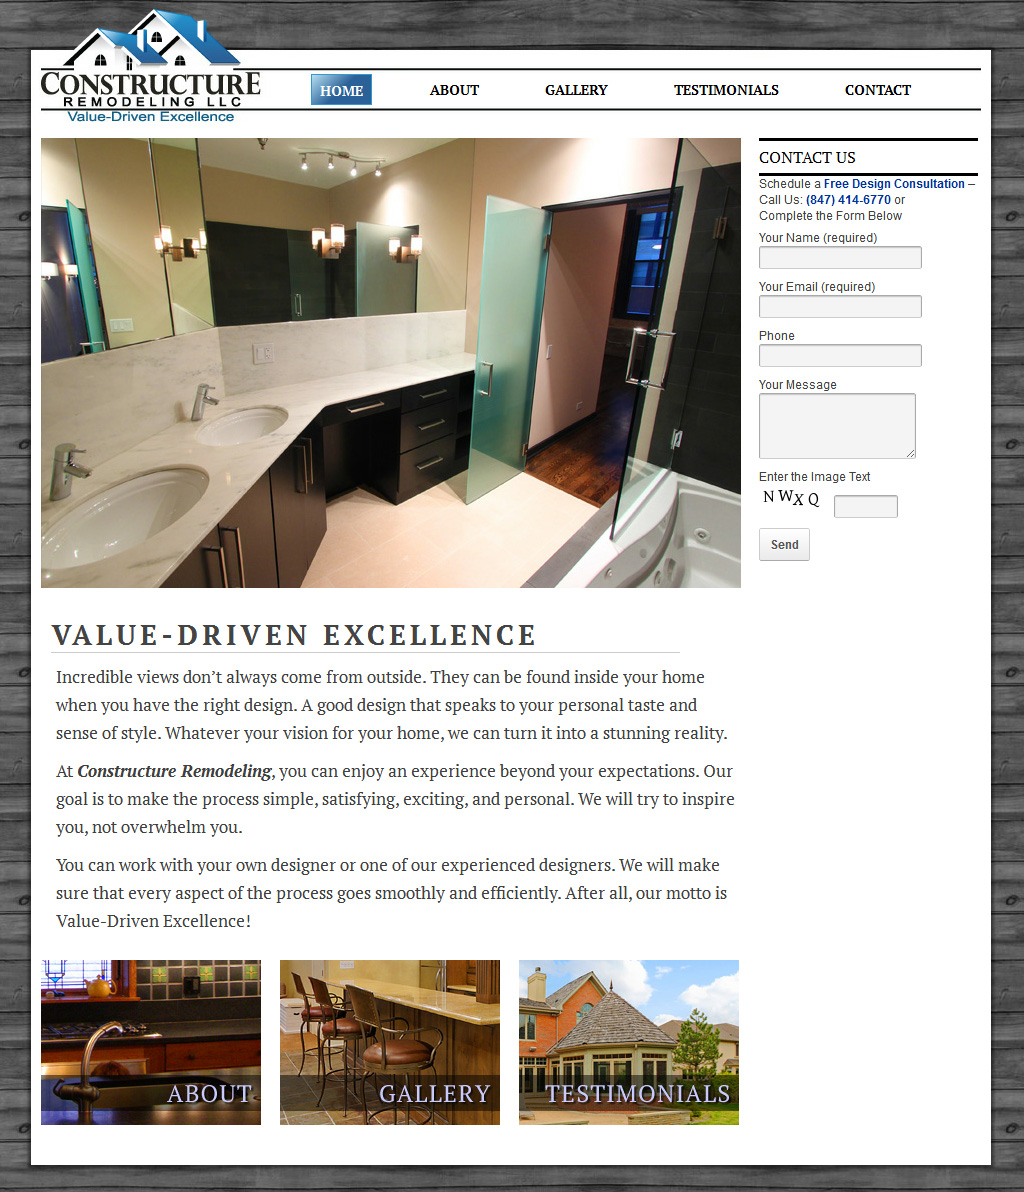 CONSTRUCTURE
REMODELING LLC
Value-Driven Excellence
HOME
ABOUT
GALLERY
TESTIMONIALS
CONTACT
CONTACT US
Schedule a Free Design Consultation –
Call Us: (847) 414-6770 or
Complete the Form Below
Your Name (required)
Your Email (required)
Phone
Your Message
Enter the Image Text
N W X Q
Send
VALUE-DRIVEN EXCELLENCE
Incredible views don’t always come from outside. They can be found inside your home
when you have the right design. A good design that speaks to your personal taste and
sense of style. Whatever your vision for your home, we can turn it into a stunning reality.
At Constructure Remodeling, you can enjoy an experience beyond your expectations. Our
goal is to make the process simple, satisfying, exciting, and personal. We will try to inspire
you, not overwhelm you.
You can work with your own designer or one of our experienced designers. We will make
sure that every aspect of the process goes smoothly and efficiently. After all, our motto is
Value-Driven Excellence!
ABOUT
GALLERY
TESTIMONIALS